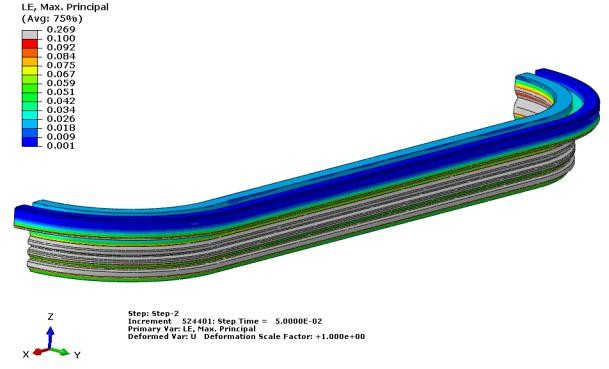 LE, Max. Principal
(Avg: 75%)
0.269
0.100
0.092
0.084
0.075
0.067
0.059
0.051
0.042
0.034
0.026
0.018
0.009
0.001
Step: Step-2
Increment 524401: Step Time = 5.0000E-02
Primary Var: LE, Max. Principal
Deformed Var: U Deformation Scale Factor: +1.000e+00
Z
X
Y